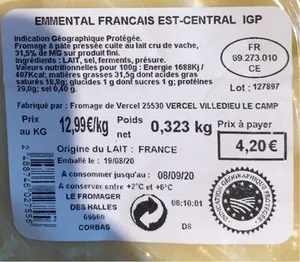 EMMENTAL FRANCAIS EST-CENTRAL IGP
Indication Géographique Protégée.
Fromage à pâte pressée cuite au lait cru de vache,
31,5% de MG sur produit fini.
Ingrédients : LAIT, sel, ferments, présure.
Valeurs nutritionnelles pour 100g : Energie 1688Kj /
407Kcal; matières grasses 31,5g dont acides gras
saturés 18,8g; glucides 1 g dont sucres 1 g; protéines
29,0g; sel 0,40 g.
FR
69.273.010
CE
Lot : 127897
Fabriqué par : Fromage de Vercel 25530 VERCEL VILLEDIEU LE CAMP
Prix au KG
12,99€/kg
Poids net
0,323 kg
Prix à payer
4,20€
Origine du LAIT : FRANCE
Emballé le : 19/08/20
A consommer jusqu'au : 08/09/20
A conserver entre +2°C et +6°C
LE FROMAGER
DES HALLES
69960
CORBAS
06:10:01
D8
INDICATION GÉOGRAPHIQUE PROTÉGÉE